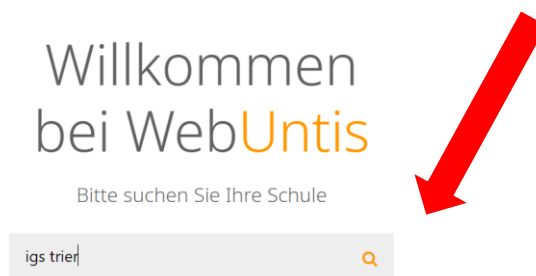 Willkommen
bei WebUntis
Bitte suchen Sie Ihre Schule
igs trier